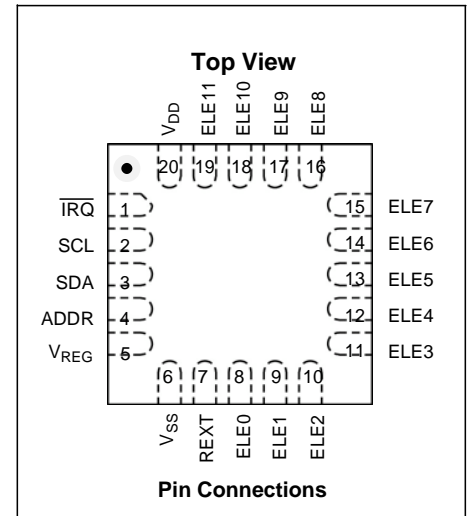 Top View
VDD ELE11 ELE10 ELE9 ELE8
20 19 18 17 16
IRQ 1
SCL 2
SDA 3
ADDR 4
VREG 5
15 ELE7
14 ELE6
13 ELE5
12 ELE4
11 ELE3
6 7 8 9 10
VSS REXT ELE0 ELE1 ELE2
Pin Connections